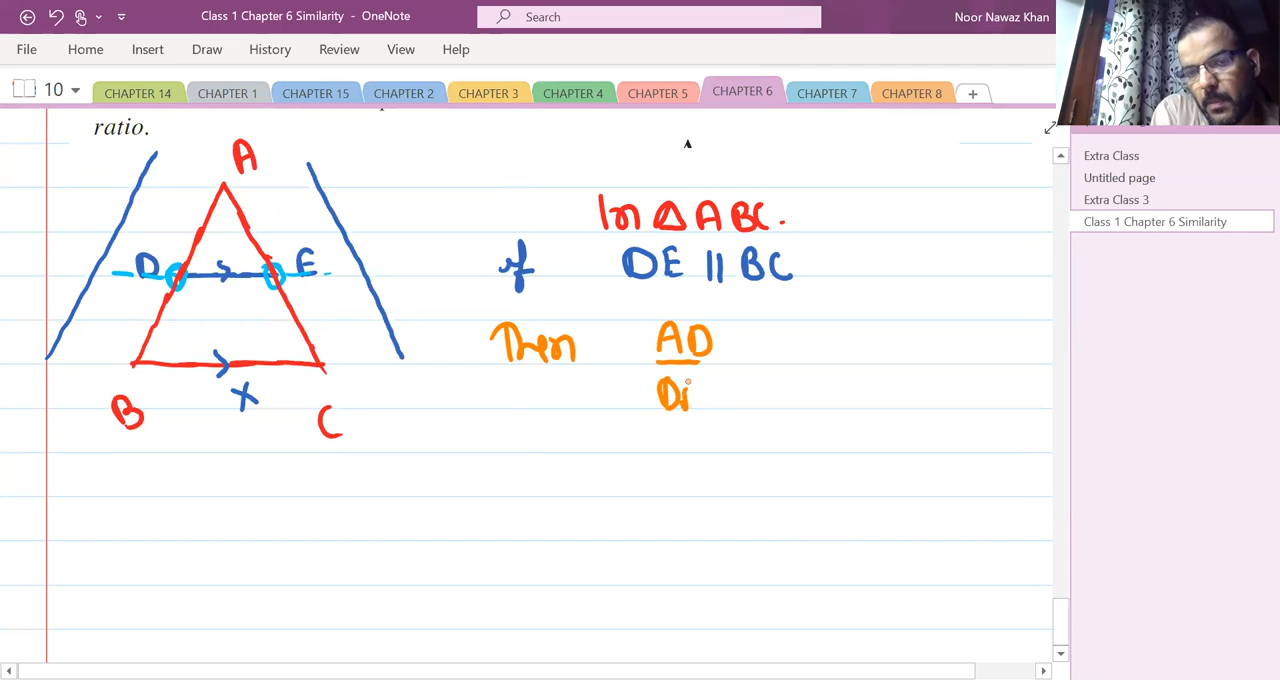 Class 1 Chapter 6 Similarity - OneNote
Search
Noor Nawaz Khan
File Home Insert Draw History Review View Help
10 CHAPTER 14 CHAPTER 1 CHAPTER 15 CHAPTER 2 CHAPTER 3 CHAPTER 4 CHAPTER 5 CHAPTER 6 CHAPTER 7 CHAPTER 8 +
ratio.
A
A
In Δ ABC.
D E
if DE || BC
Then AD
D
X
B C
Extra Class
Untitled page
Extra Class 3
Class 1 Chapter 6 Similarity